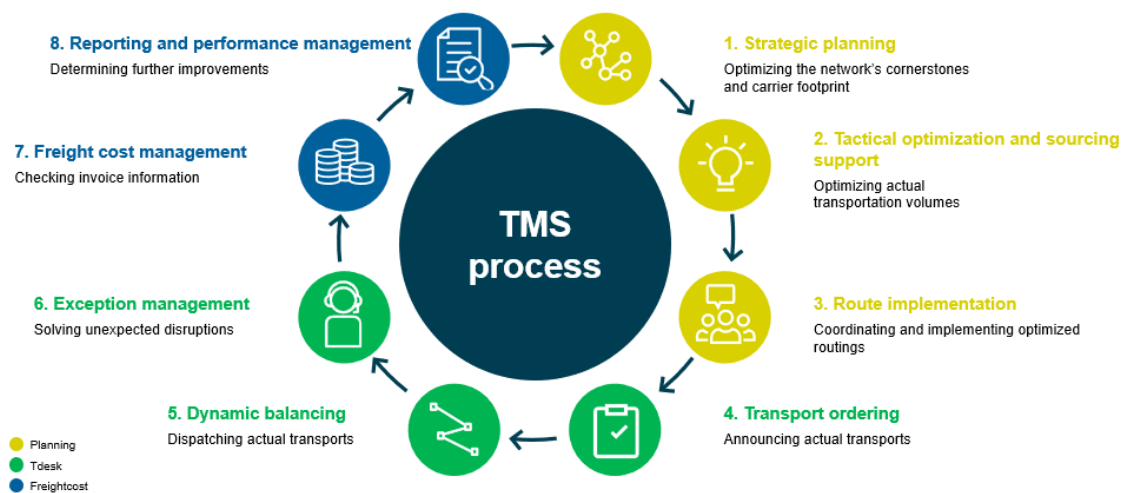 8. Reporting and performance management
Determining further improvements
1. Strategic planning
Optimizing the network's cornerstones
and carrier footprint
7. Freight cost management
Checking invoice information
2. Tactical optimization and sourcing
support
Optimizing actual
transportation volumes
TMS
process
6. Exception management
Solving unexpected disruptions
3. Route implementation
Coordinating and implementing optimized
routings
5. Dynamic balancing
Dispatching actual transports
4. Transport ordering
Announcing actual transports
Planning
Tdesk
Freightcost